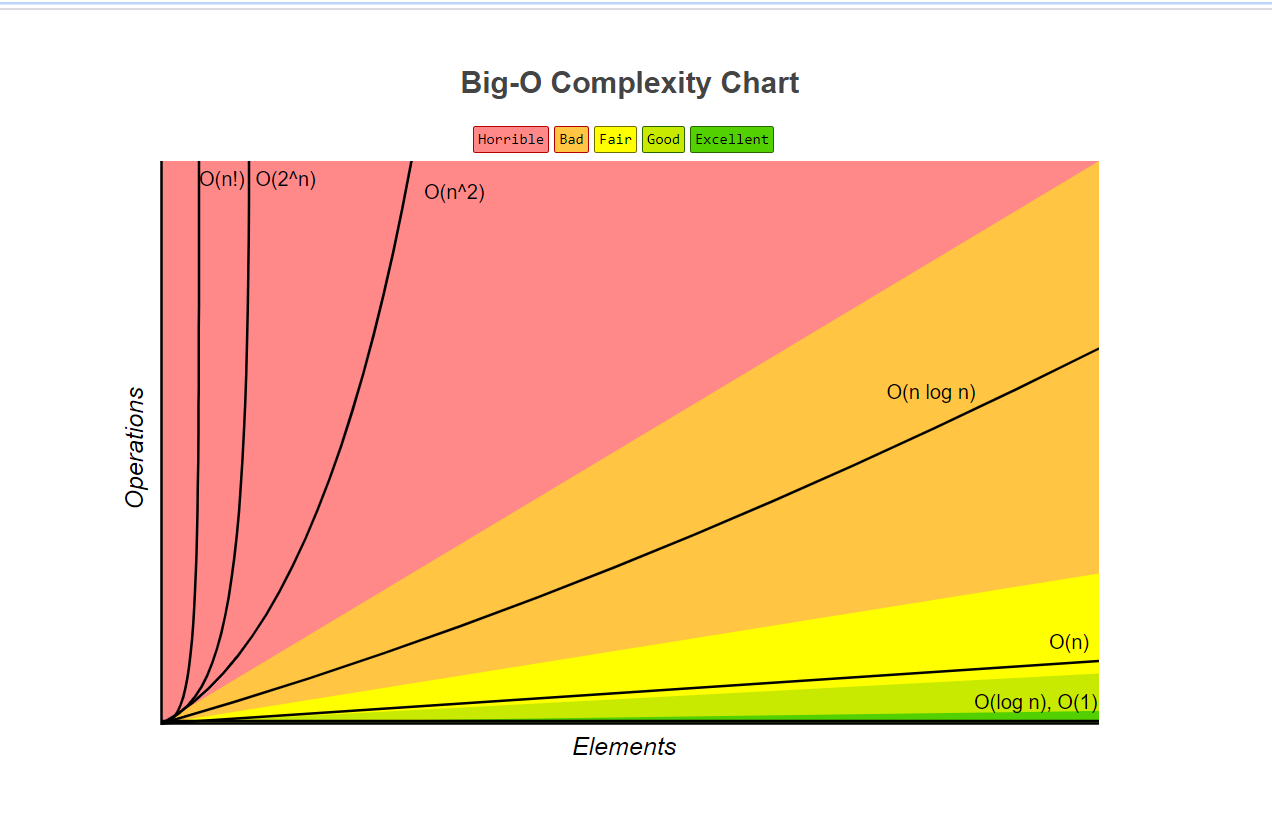 Big-O Complexity Chart
Horrible Bad Fair Good Excellent
O(n!) O(2^n)
O(n^2)
O(n log n)
Operations
O(n)
O(log n), O(1)
Elements